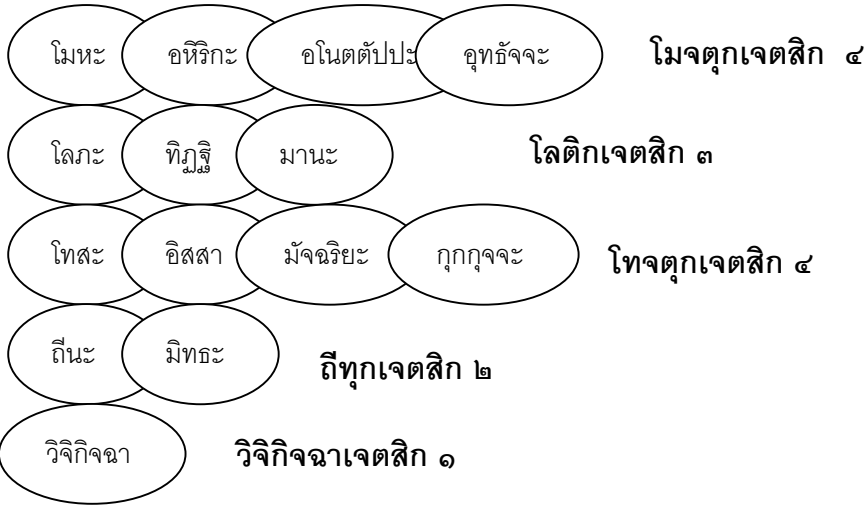 โมหะ อหิริกะ อโนตตัปปะ อุทธัจจะ โมจตุกเจตสิก ๔
โลภะ ทิฏฐิ มานะ โลติกเจตสิก ๓
โทสะ อิสสา มัจฉริยะ กุกกุจจะ โทจตุกเจตสิก ๔
ถีนะ มิทธะ ถีทุกเจตสิก ๒
วิจิกิจฉา วิจิกิจฉาเจตสิก ๑